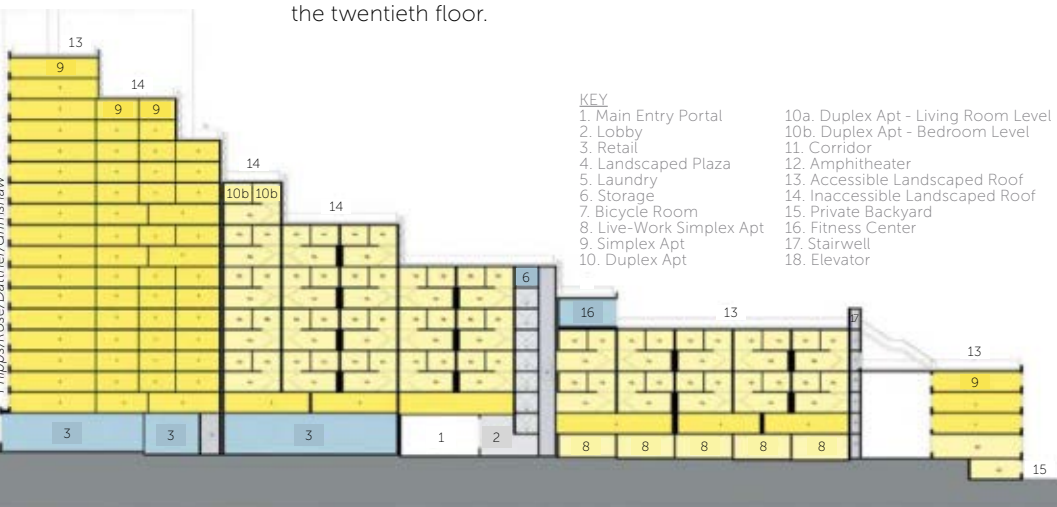 the twentieth floor.
13
9
14
9 9
14
10b 10b
14
6
16
13
17
13
9
3 3 3 1 2 8 8 8 8 8
15
KEY
1. Main Entry Portal
2. Lobby
3. Retail
4. Landscaped Plaza
5. Laundry
6. Storage
7. Bicycle Room
8. Live-Work Simplex Apt
9. Simplex Apt
10. Duplex Apt
10a. Duplex Apt - Living Room Level
10b. Duplex Apt - Bedroom Level
11. Corridor
12. Amphitheater
13. Accessible Landscaped Roof
14. Inaccessible Landscaped Roof
15. Private Backyard
16. Fitness Center
17. Stairwell
18. Elevator
Phipps/Rose/Dattner/Grimshaw